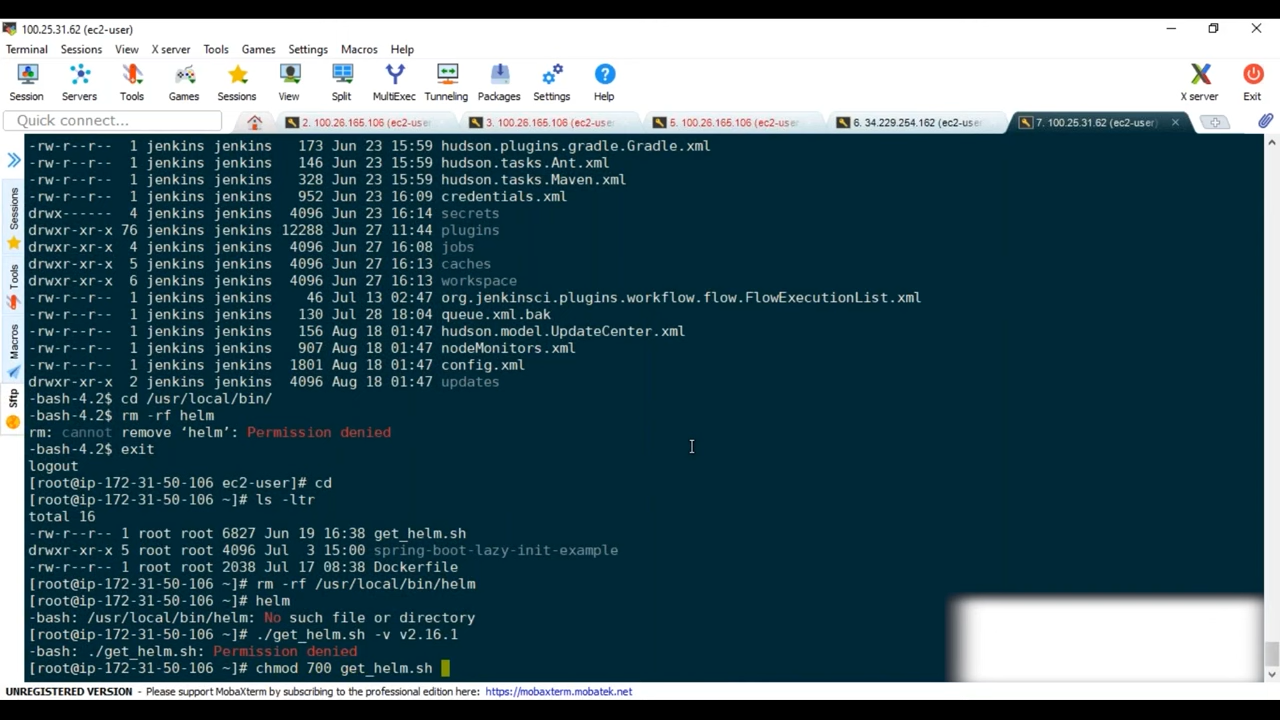 100.25.31.62 (ec2-user)
Terminal Sessions View X server Tools Games Settings Macros Help
Session Servers Tools Games Sessions View Split MultiExec Tunneling Packages Settings Help X server Exit
Quick connect... 2. 100.26.165.106 (ec2-user 3. 100.26.165.106 (ec2-user 5. 100.26.165.106 (ec2-user 6. 34.229.254.162 (ec2-user 7. 100.25.31.62 (ec2-user)
Sessions
Tools
Macros
Sftp
-rw-r--r-- 1 jenkins jenkins 173 Jun 23 15:59 hudson.plugins.gradle.Gradle.xml
-rw-r--r-- 1 jenkins jenkins 146 Jun 23 15:59 hudson.tasks.Ant.xml
-rw-r--r-- 1 jenkins jenkins 328 Jun 23 15:59 hudson.tasks.Maven.xml
-rw-r--r-- 1 jenkins jenkins 952 Jun 23 16:09 credentials.xml
drwx------ 4 jenkins jenkins 4096 Jun 23 16:14 secrets
drwxr-xr-x 76 jenkins jenkins 12288 Jun 27 11:44 plugins
drwxr-xr-x 4 jenkins jenkins 4096 Jun 27 16:08 jobs
drwxr-xr-x 5 jenkins jenkins 4096 Jun 27 16:13 caches
drwxr-xr-x 6 jenkins jenkins 4096 Jun 27 16:13 workspace
-rw-r--r-- 1 jenkins jenkins 46 Jul 13 02:47 org.jenkinsci.plugins.workflow.flow.FlowExecutionList.xml
-rw-r--r-- 1 jenkins jenkins 130 Jul 28 18:04 queue.xml.bak
-rw-r--r-- 1 jenkins jenkins 156 Aug 18 01:47 hudson.model.UpdateCenter.xml
-rw-r--r-- 1 jenkins jenkins 907 Aug 18 01:47 nodeMonitors.xml
-rw-r--r-- 1 jenkins jenkins 1801 Aug 18 01:47 config.xml
drwxr-xr-x 2 jenkins jenkins 4096 Aug 18 01:47 updates
-bash-4.2$ cd /usr/local/bin/
-bash-4.2$ rm -rf helm
rm: cannot remove ‘helm’: Permission denied
-bash-4.2$ exit
logout
[root@ip-172-31-50-106 ec2-user]# cd
[root@ip-172-31-50-106 ~]# ls -ltr
total 16
-rw-r--r-- 1 root root 6827 Jun 19 16:38 get_helm.sh
drwxr-xr-x 5 root root 4096 Jul 3 15:00 spring-boot-lazy-init-example
-rw-r--r-- 1 root root 2038 Jul 17 08:38 Dockerfile
[root@ip-172-31-50-106 ~]# rm -rf /usr/local/bin/helm
[root@ip-172-31-50-106 ~]# helm
-bash: /usr/local/bin/helm: No such file or directory
[root@ip-172-31-50-106 ~]# ./get_helm.sh -v v2.16.1
-bash: ./get_helm.sh: Permission denied
[root@ip-172-31-50-106 ~]# chmod 700 get_helm.sh
UNREGISTERED VERSION - Please support MobaXterm by subscribing to the professional edition here: https://mobaxterm.mobatek.net